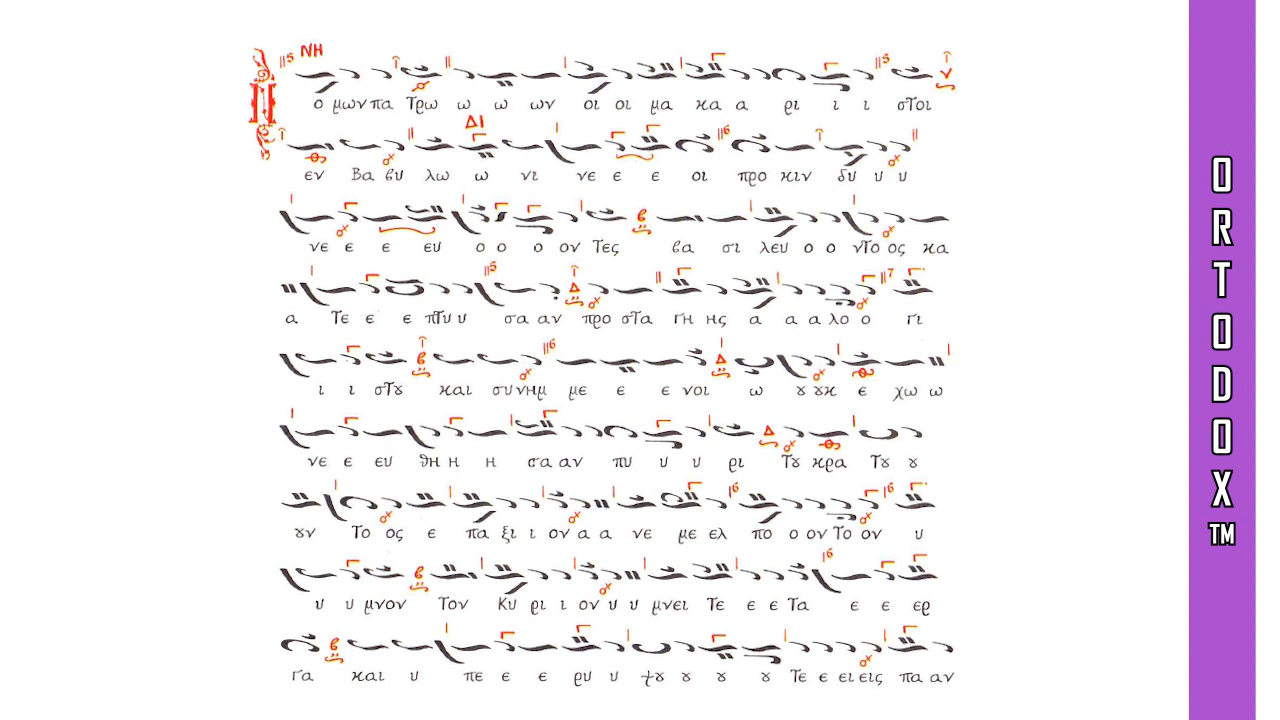 ΝΗ
Π ο μων πα τρω ω ω ων οι οι μα κα α ρι ι ι στοι
ΔΙ
εν Βα βυ λω ω νι νε ε ε οι προ κιν δυ υ υ
νε ε ε ευ ο ο ο ον τες βα σι λευ ο ο ντο ος κα
α τε ε ε πτυ υ σα αν προ στα γη ης α α α λο ο γι
ι ι στȣ και συ νημ με ε ε νοι ω ȣ ȣκ ε χω ω
νε ε ευ θη η η σα αν πυ υ υ ρι τȣ κρα τȣ ȣ
ȣν το ος ε πα ξι ι ον α α νε με ελ πο ο ον το ον υ
υ υ μνον τον Κυ ρι ι ον υ υ μνει τε ε ε τα ε ε ερ
γα και υ πε ε ε ρυ υ ψȣ ȣ ȣ ȣ τε ε ει εις πα αν
ORTODOX™